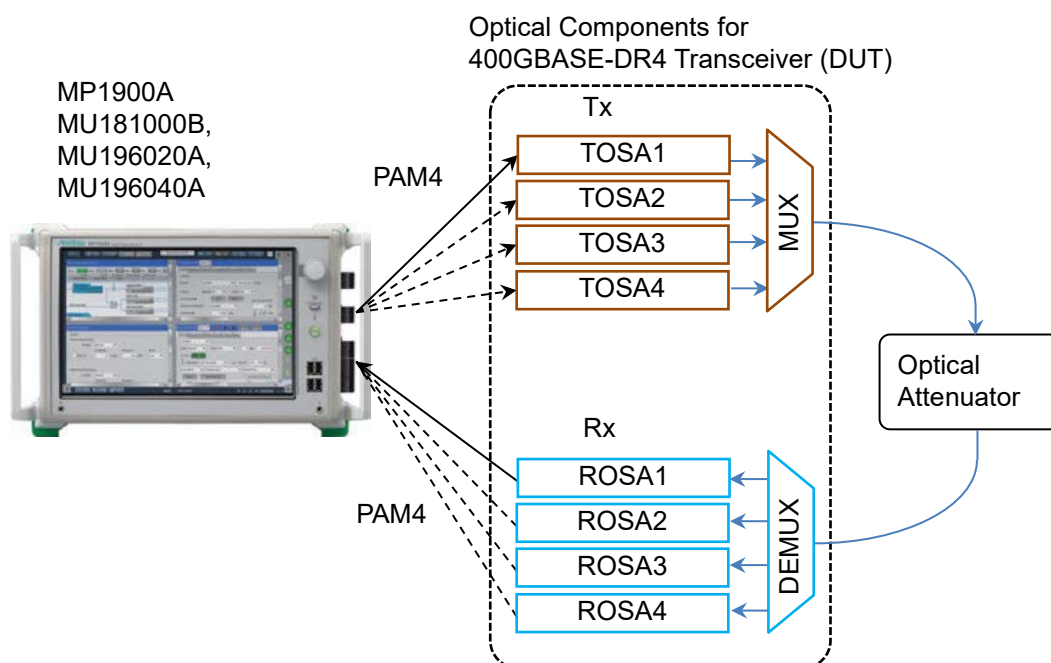 Optical Components for
400GBASE-DR4 Transceiver (DUT)
MP1900A
MU181000B,
MU196020A,
MU196040A
PAM4
Tx
TOSA1
TOSA2
TOSA3
TOSA4
MUX
Optical
Attenuator
Rx
PAM4
ROSA1
ROSA2
ROSA3
ROSA4
DEMUX